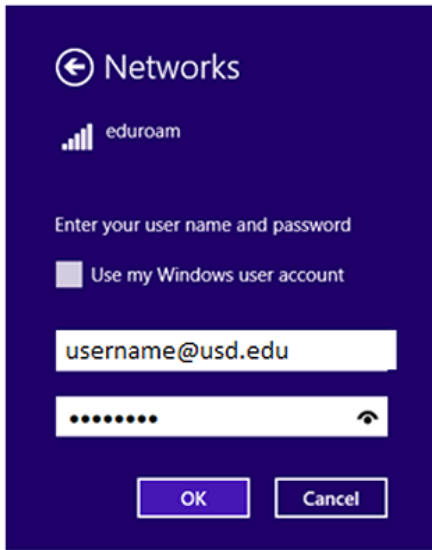 Networks
eduroam
Enter your user name and password
Use my Windows user account
username@usd.edu
••••••••
OK Cancel